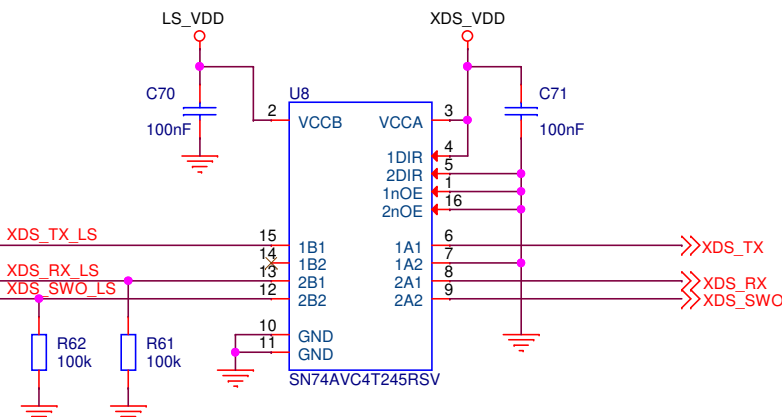 LS_VDD
XDS_VDD
C70
100nF
U8
C71
100nF
2
VCCB
VCCA
3
1DIR
4
2DIR
5
1nOE
1
2nOE
16
XDS_TX_LS
15
1B1
1A1
6
XDS_TX
14
1B2
1A2
7
XDS_RX_LS
13
2B1
2A1
8
XDS_RX
XDS_SWO_LS
12
2B2
2A2
9
XDS_SWO
10
GND
11
GND
R62
100k
R61
100k
SN74AVC4T245RSV